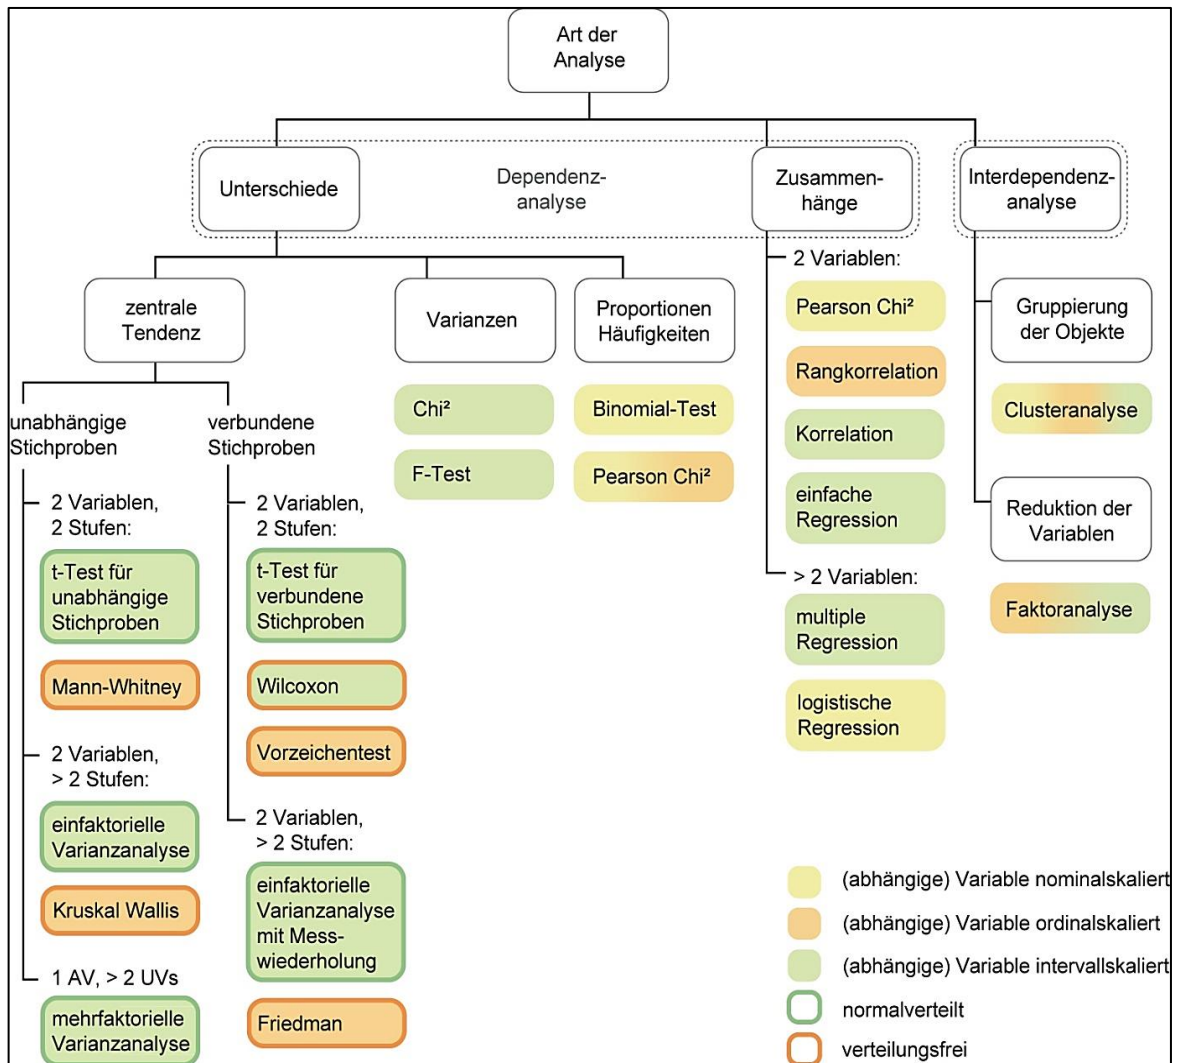 Art der
Analyse
Unterschiede
Dependenz-
analyse
Zusammen-
hänge
Interdependenz-
analyse
zentrale
Tendenz
Varianzen
Proportionen
Häufigkeiten
unabhängige
Stichproben
2 Variablen,
2 Stufen:
t-Test für
unabhängige
Stichproben
Mann-Whitney
2 Variablen,
> 2 Stufen:
einfaktorielle
Varianzanalyse
Kruskal Wallis
1 AV, > 2 UVs
mehrfaktorielle
Varianzanalyse
verbundene
Stichproben
2 Variablen,
2 Stufen:
t-Test für
verbundene
Stichproben
Wilcoxon
Vorzeichentest
2 Variablen,
> 2 Stufen:
einfaktorielle
Varianzanalyse
mit Mess-
wiederholung
Friedman
Chi²
F-Test
Binomial-Test
Pearson Chi²
2 Variablen:
Pearson Chi²
Rangkorrelation
Korrelation
einfache
Regression
> 2 Variablen:
multiple
Regression
logistische
Regression
Gruppierung
der Objekte
Clusteranalyse
Reduktion der
Variablen
Faktoranalyse
(abhängige) Variable nominalskaliert
(abhängige) Variable ordinalskaliert
(abhängige) Variable intervallskaliert
normalverteilt
verteilungsfrei